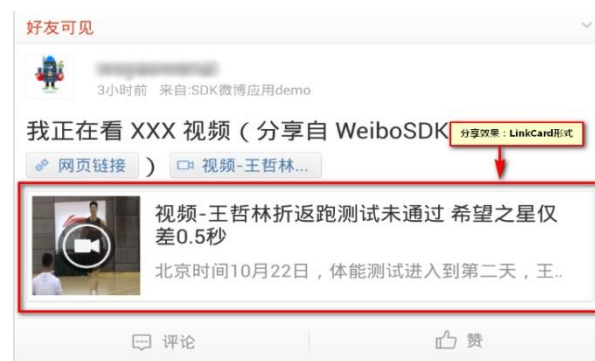 好友可见
3小时前 来自:SDK微博应用demo
我正在看 XXX 视频（分享自 WeiboSDK
分享效果：LinkCard形式
网页链接 ） 视频-王哲林...
视频-王哲林折返跑测试未通过 希望之星仅
差0.5秒
北京时间10月22日，体能测试进入到第二天，王..
评论 赞